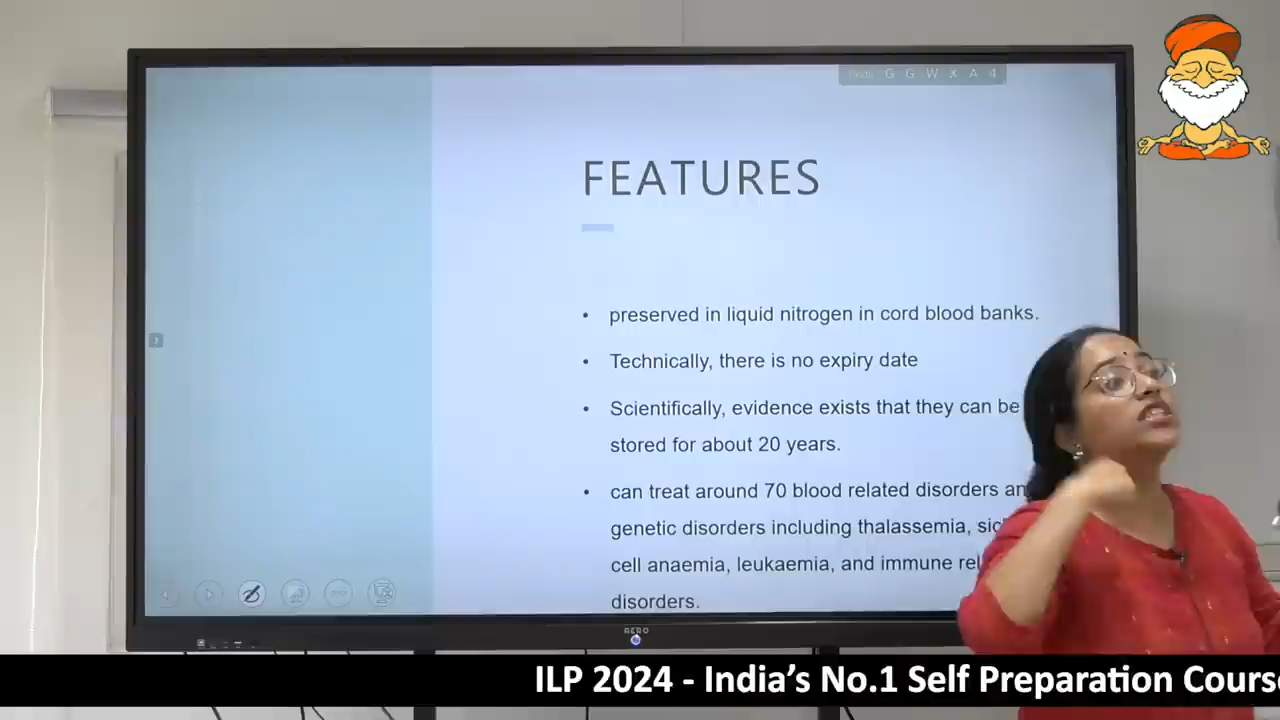 G G W X A 4
FEATURES
• preserved in liquid nitrogen in cord blood banks.
• Technically, there is no expiry date
• Scientifically, evidence exists that they can be
stored for about 20 years.
• can treat around 70 blood related disorders
genetic disorders including thalassemia,
cell anaemia, leukaemia, and immune
disorders.
ILP 2024 - India’s No.1 Self Preparation